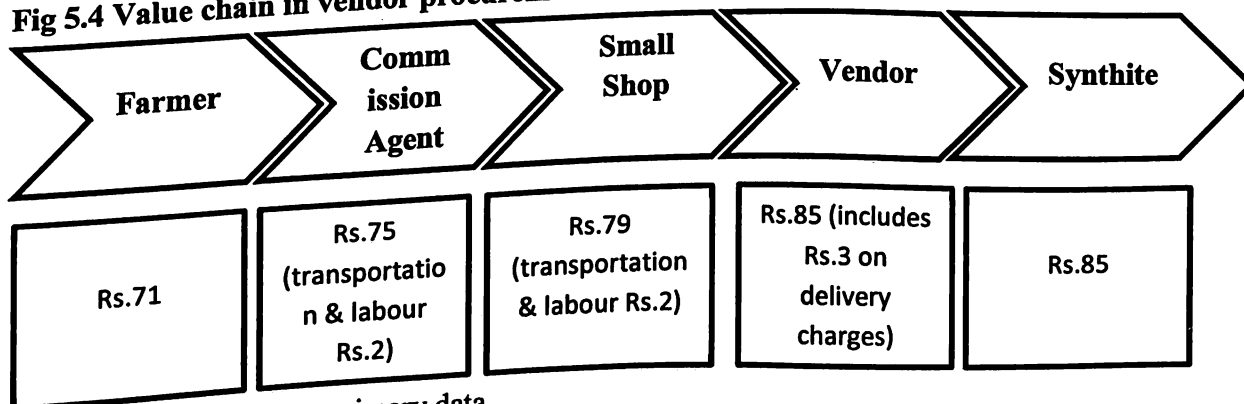 Fig 5.4 Value chain in vendor
Farmer
Comm
ission
Agent
Small
Shop
Vendor
Synthite
Rs.71
Rs.75
(transportatio
n & labour
Rs.2)
Rs.79
(transportation
& labour Rs.2)
Rs.85 (includes
Rs.3 on
delivery
charges)
Rs.85
data